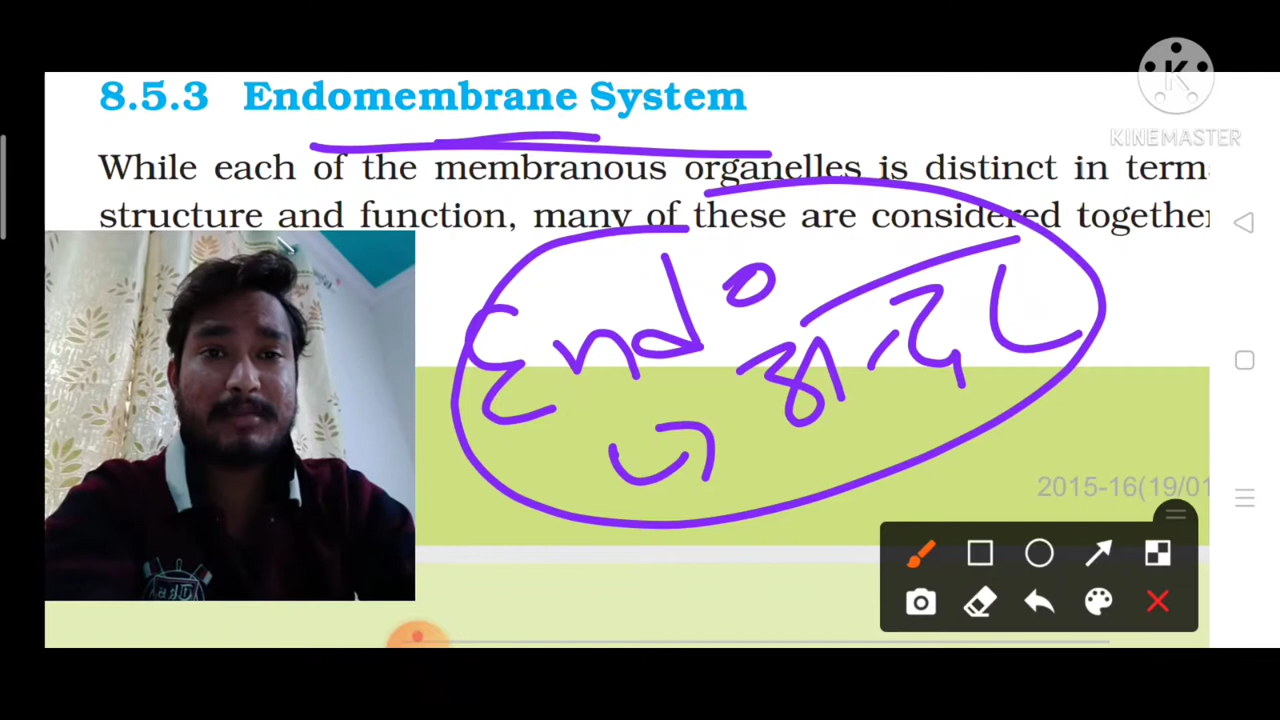 KINEMASTER
8.5.3 Endomembrane System
While each of the membranous organelles is distinct in term
structure and function, many of these are considered together
Endo
2015-16(19/01